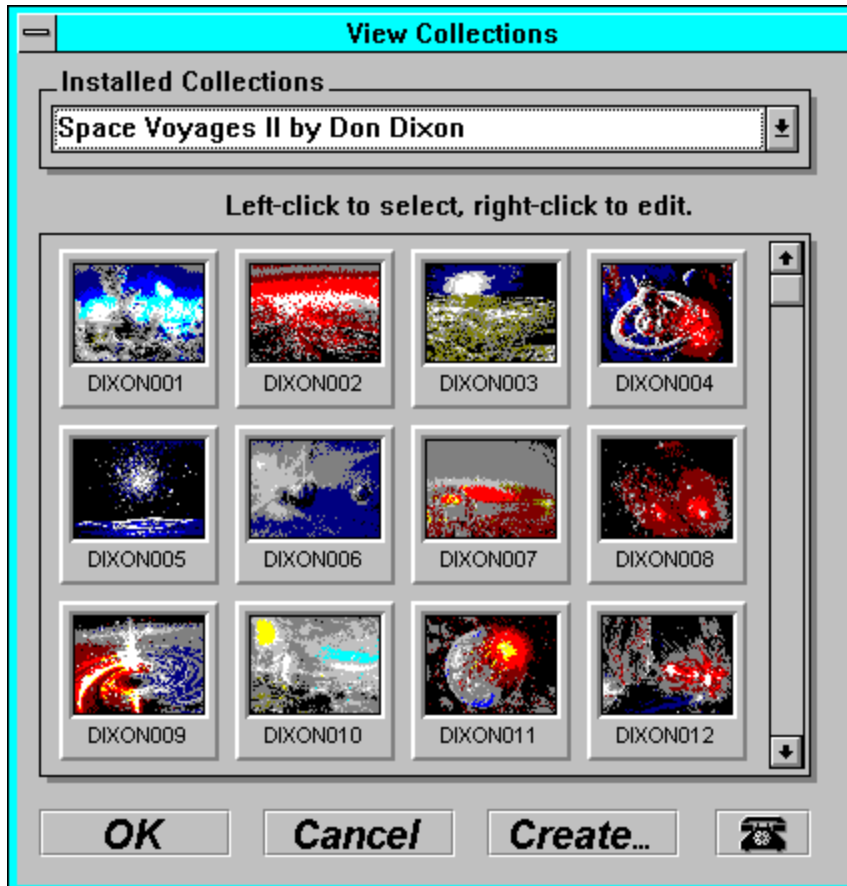 View Collections
Installed Collections
Space Voyages II by Don Dixon
Left-click to select, right-click to edit.
DIXON001 DIXON002 DIXON003 DIXON004
DIXON005 DIXON006 DIXON007 DIXON008
DIXON009 DIXON010 DIXON011 DIXON012
OK Cancel Create...